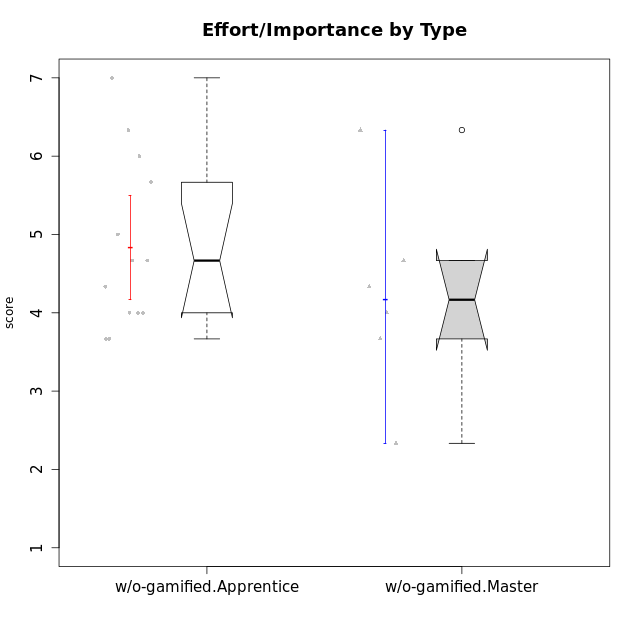 Effort/Importance by Type
7
6
5
4
3
2
1
score
w/o-gamified.Apprentice
w/o-gamified.Master